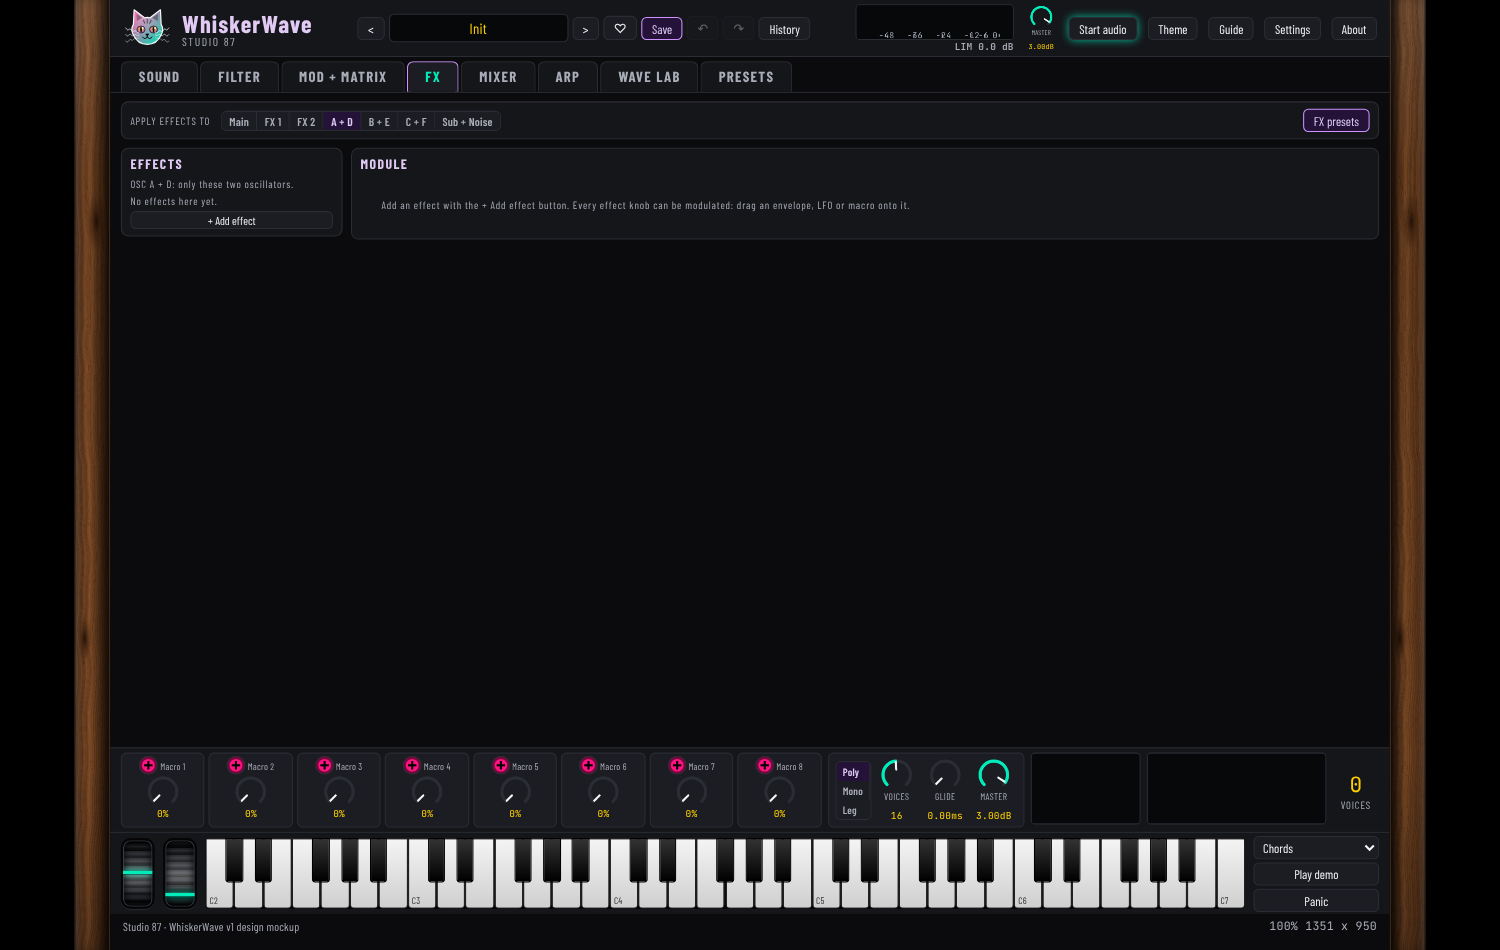 WhiskerWave
STUDIO 87
<
Init
>
♡
Save
↶
↷
History
-48
LIM 0.0 dB
MASTER
3.00dB
Start audio
Theme
Guide
Settings
About
SOUND
FILTER
MOD + MATRIX
FX
MIXER
ARP
WAVE LAB
PRESETS
APPLY EFFECTS TO
Main
FX 1
FX 2
A + D
B + E
C + F
Sub + Noise
FX presets
EFFECTS
OSC A + D: only these two oscillators.
No effects here yet.
+ Add effect
MODULE
Add an effect with the + Add effect button. Every effect knob can be modulated: drag an envelope, LFO or macro onto it.
Macro 1
0%
Macro 2
0%
Macro 3
0%
Macro 4
0%
Macro 5
0%
Macro 6
0%
Macro 7
0%
Macro 8
0%
Poly
Mono
Leg
VOICES
16
GLIDE
0.00ms
MASTER
3.00dB
0
VOICES
C2
C3
C4
C5
C6
C7
Chords
Play demo
Panic
Studio 87 · WhiskerWave v1 design mockup
100% 1351 x 950